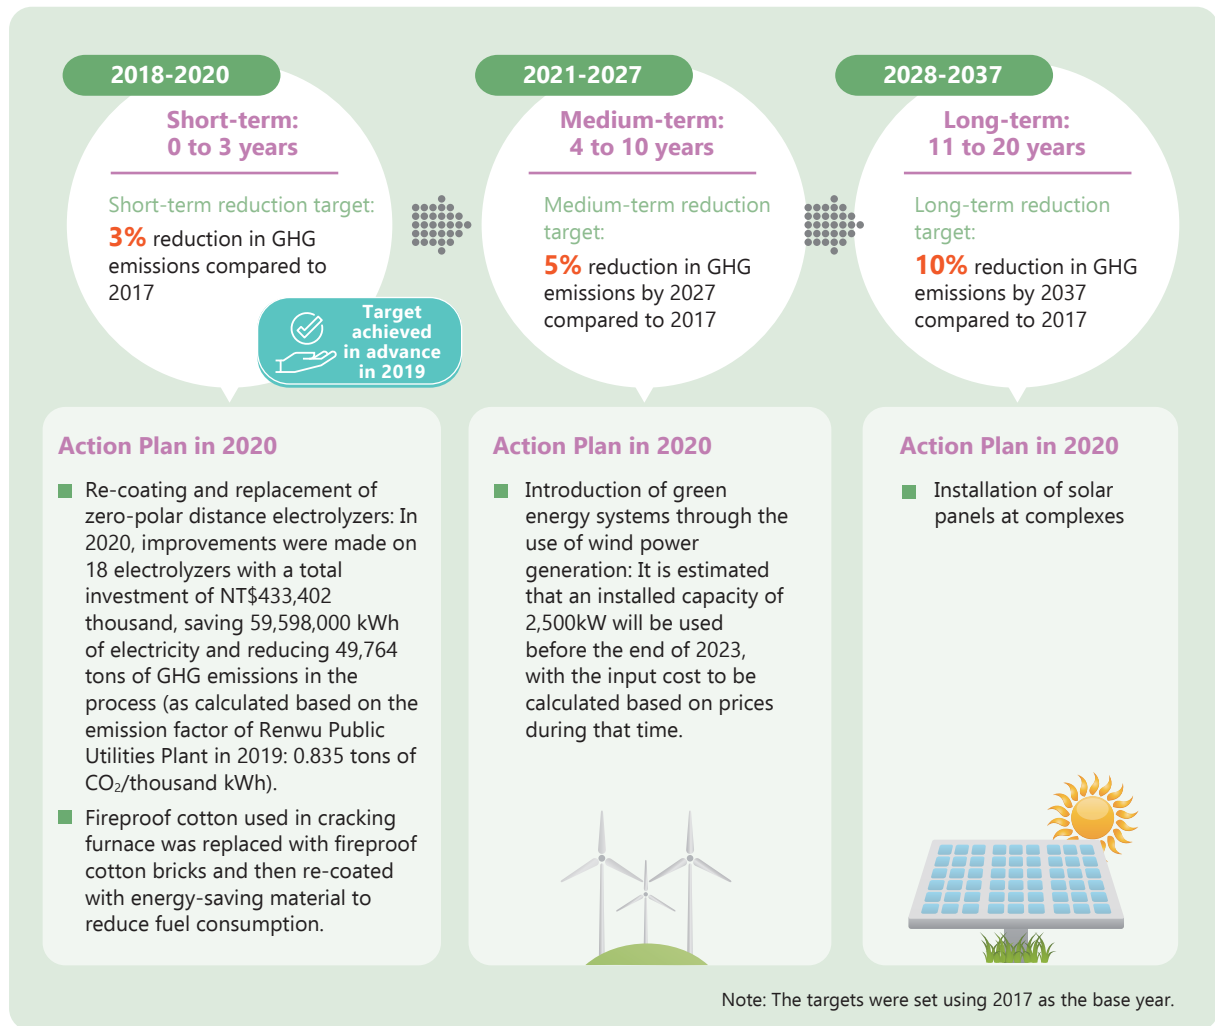 2018-2020
Short-term:
0 to 3 years
Short-term reduction target:
3% reduction in GHG
emissions compared to
2017
Target
achieved
in advance
in 2019
2021-2027
Medium-term:
4 to 10 years
Medium-term reduction
target:
5% reduction in GHG
emissions by 2027
compared to 2017
2028-2037
Long-term:
11 to 20 years
Long-term reduction
target:
10% reduction in GHG
emissions by 2037
compared to 2017
Action Plan in 2020
Re-coating and replacement of
zero-polar distance electrolyzers: In
2020, improvements were made on
18 electrolyzers with a total
investment of NT$433,402
thousand, saving 59,598,000 kWh
of electricity and reducing 49,764
tons of GHG emissions in the
process (as calculated based on the
emission factor of Renwu Public
Utilities Plant in 2019: 0.835 tons of
CO₂/thousand kWh).
Fireproof cotton used in cracking
furnace was replaced with fireproof
cotton bricks and then re-coated
with energy-saving material to
reduce fuel consumption.
Action Plan in 2020
Introduction of green
energy systems through the
use of wind power
generation: It is estimated
that an installed capacity of
2,500kW will be used
before the end of 2023,
with the input cost to be
calculated based on prices
during that time.
Action Plan in 2020
Installation of solar
panels at complexes
Note: The targets were set using 2017 as the base year.